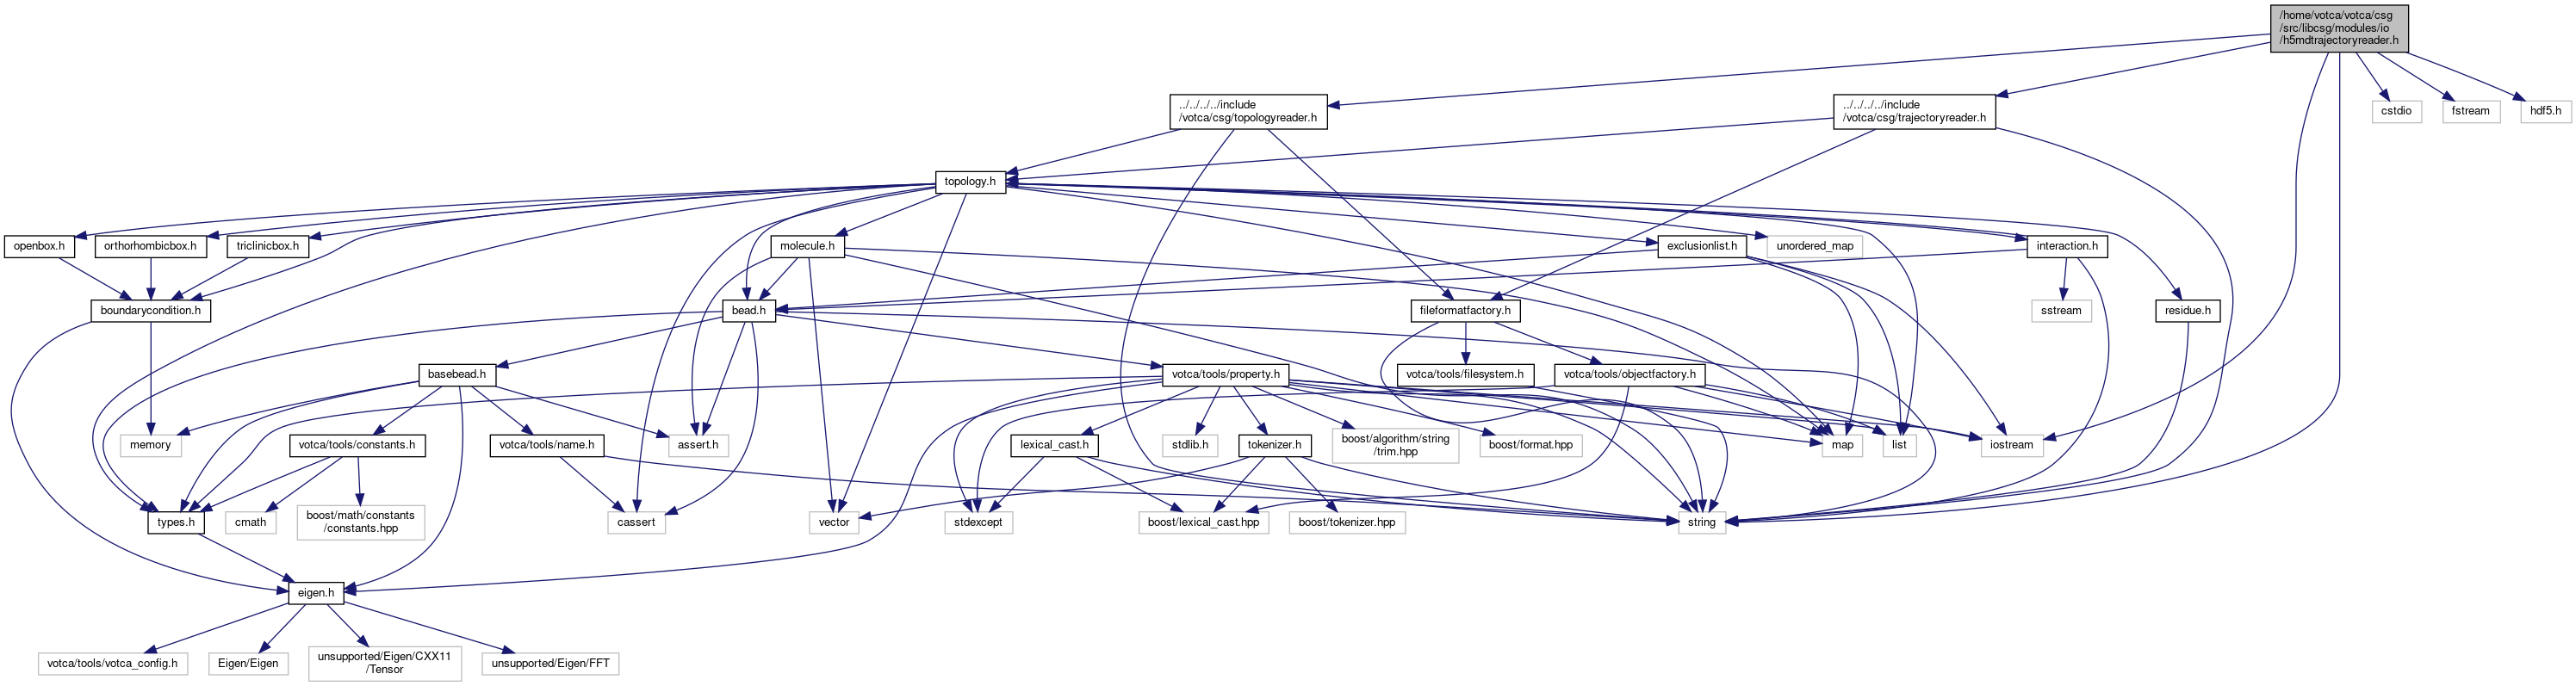 /home/votca/votca/csg
/src/libcsg/modules/io
/h5mdtrajectoryreader.h
../../../../include
/votca/csg/topologyreader.h
../../../../include
/votca/csg/trajectoryreader.h
cstdio
fstream
hdf5.h
topology.h
openbox.h
orthorhombicbox.h
triclinicbox.h
molecule.h
exclusionlist.h
unordered_map
interaction.h
boundarycondition.h
bead.h
fileformatfactory.h
sstream
residue.h
basebead.h
votca/tools/property.h
votca/tools/filesystem.h
votca/tools/objectfactory.h
memory
votca/tools/constants.h
votca/tools/name.h
assert.h
lexical_cast.h
stdlib.h
tokenizer.h
boost/algorithm/string
/trim.hpp
boost/format.hpp
map
list
iostream
types.h
cmath
boost/math/constants
/constants.hpp
cassert
vector
stdexcept
boost/lexical_cast.hpp
boost/tokenizer.hpp
string
eigen.h
votca/tools/votca_config.h
Eigen/Eigen
unsupported/Eigen/CXX11
/Tensor
unsupported/Eigen/FFT